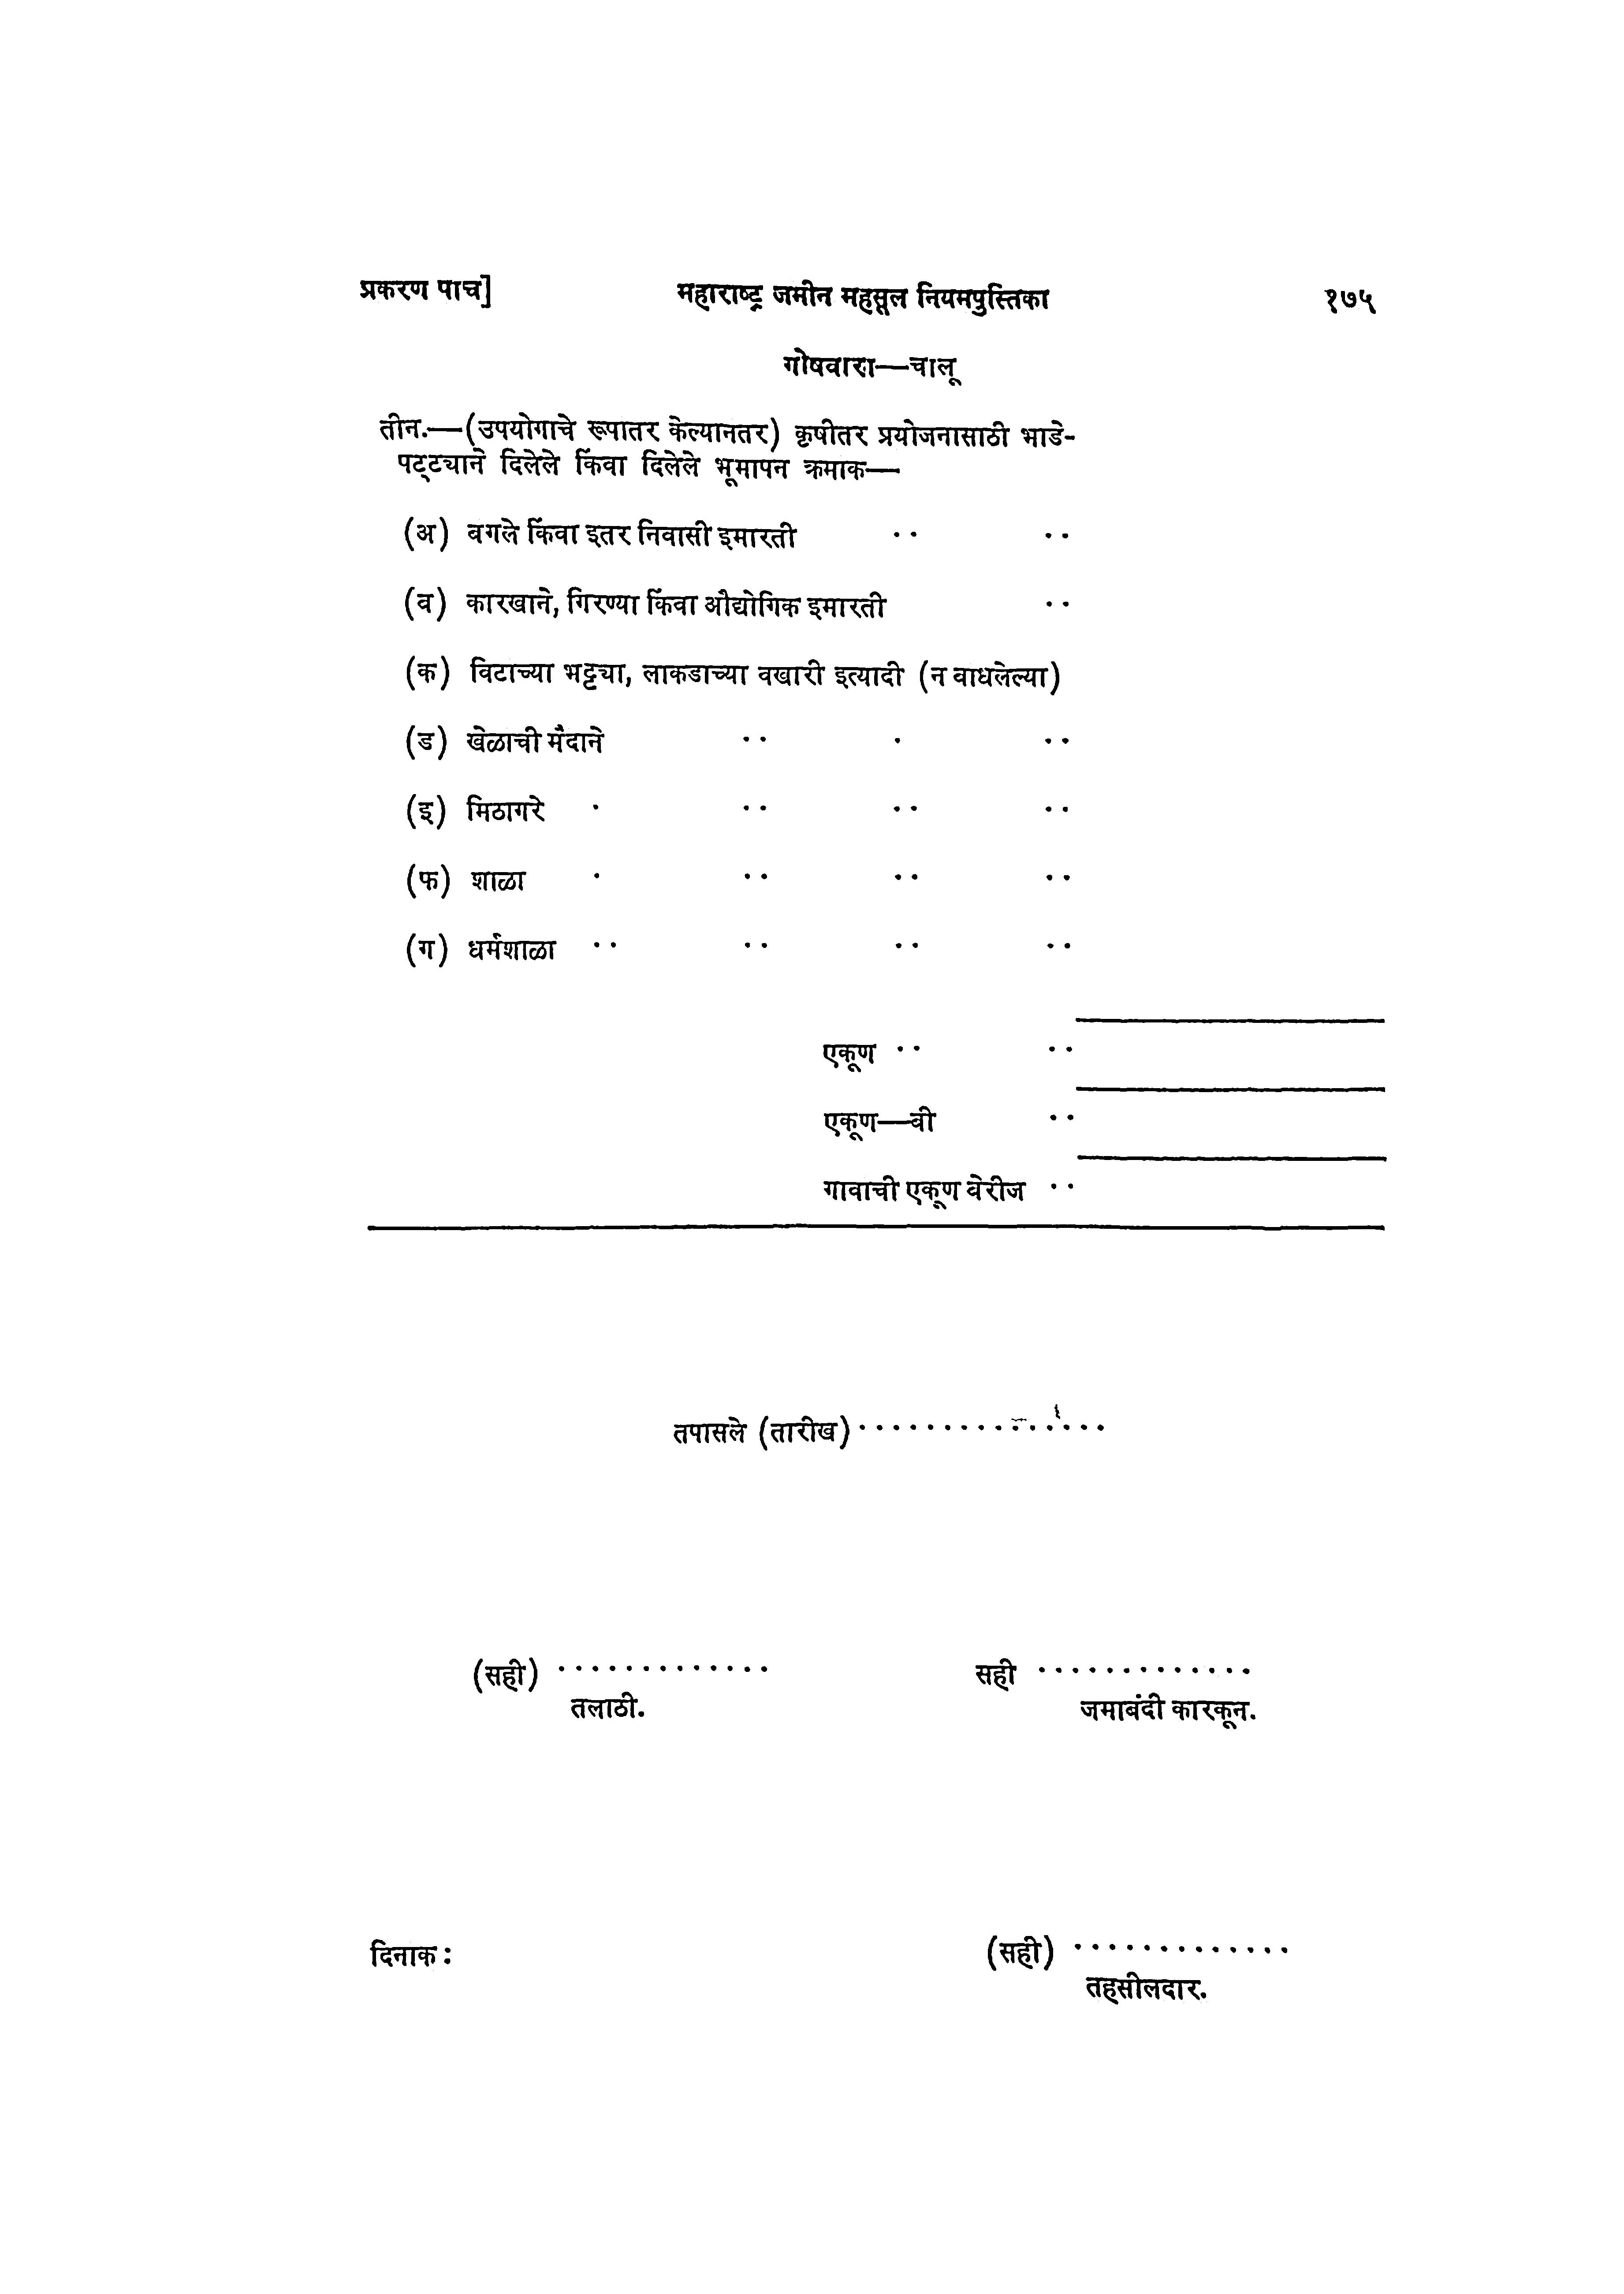 प्रकरण पाच] महाराष्ट्र जमीन महसूल नियमपुस्तिका १७५
गोषवारा—चालू
तीन.—(उपयोगाचे रूपातर केल्यानतर) कृषीतर प्रयोजनासाठी भाडे-
पट्ट्याने दिलेले किंवा दिलेले भूमापन क्रमाक—
(अ) बगले किंवा इतर निवासी इमारती .. ..
(ब) कारखाने, गिरण्या किंवा औद्योगिक इमारती ..
(क) विटाच्या भट्ट्या, लाकडाच्या वखारी इत्यादी (न बाधलेल्या)
(ड) खेळाची मैदाने .. . ..
(इ) मिठागरे . .. .. ..
(फ) शाळा . .. .. ..
(ग) धर्मशाळा .. .. .. ..
एकूण .. ..
एकूण—बी ..
गावाची एकूण बेरीज ..
तपासले (तारीख) ...............
(सही) ............. सही .............
तलाठी. जमाबंदी कारकून.
दिनाक : (सही) .............
तहसीलदार.